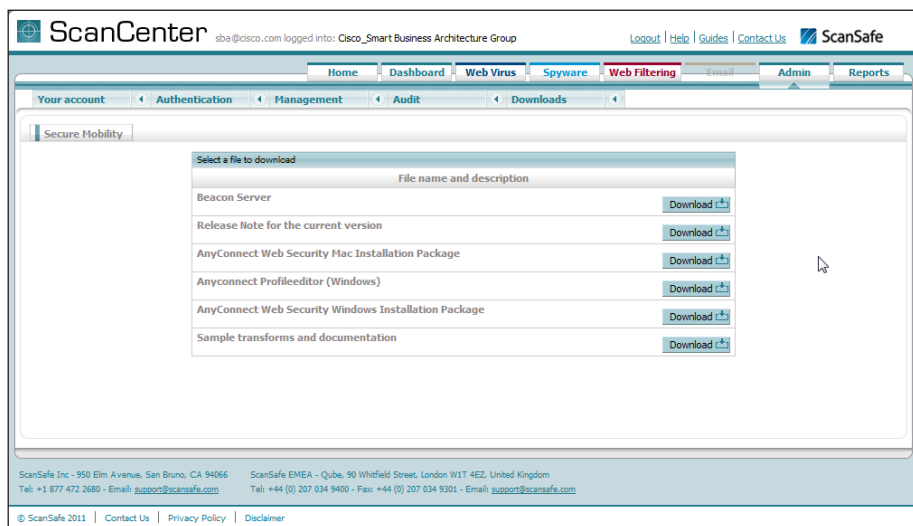 ScanCenter sba@cisco.com logged into: Cisco_Smart Business Architecture Group Logout | Help | Guides | Contact Us ScanSafe
Home Dashboard Web Virus Spyware Web Filtering Email Admin Reports
Your account Authentication Management Audit Downloads
Secure Mobility
Select a file to download
File name and description
Beacon Server
Download
Release Note for the current version
Download
AnyConnect Web Security Mac Installation Package
Download
Anyconnect Profileeditor (Windows)
Download
AnyConnect Web Security Windows Installation Package
Download
Sample transforms and documentation
Download
ScanSafe Inc - 950 Elm Avenue, San Bruno, CA 94066 ScanSafe EMEA - Qube, 90 Whitfield Street, London W1T 4EZ, United Kingdom
Tel: +1 877 472 2680 - Email: support@scansafe.com Tel: +44 (0) 207 034 9400 - Fax: +44 (0) 207 034 9301 - Email: support@scansafe.com
© ScanSafe 2011 | Contact Us | Privacy Policy | Disclaimer